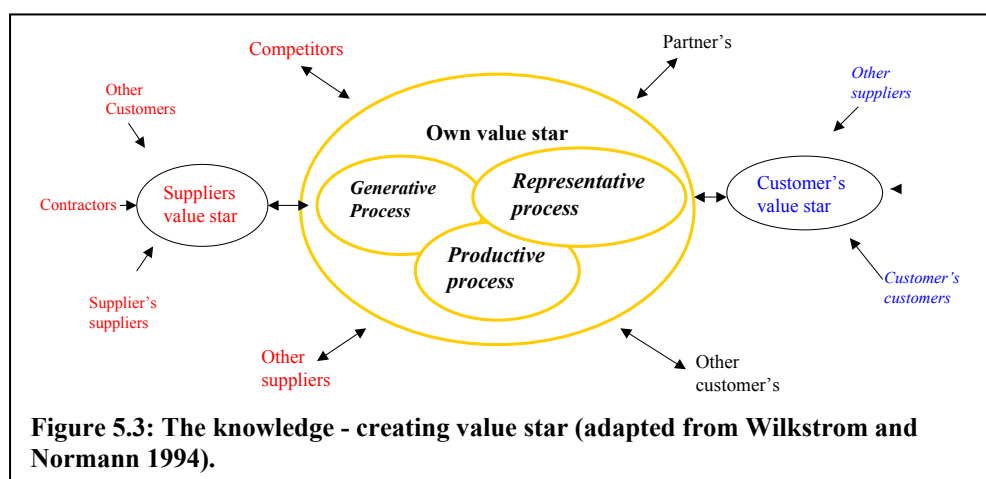 Competitors
Partner's
Other
Customers
Other
suppliers
Own value star
Generative
Process
Representative
process
Suppliers
value star
Customer's
value star
Contractors
Productive
process
Supplier's
suppliers
Customer's
customers
Other
suppliers
Other
customer's
Figure 5.3: The knowledge - creating value star (adapted from Wilkstrom and
Normann 1994).